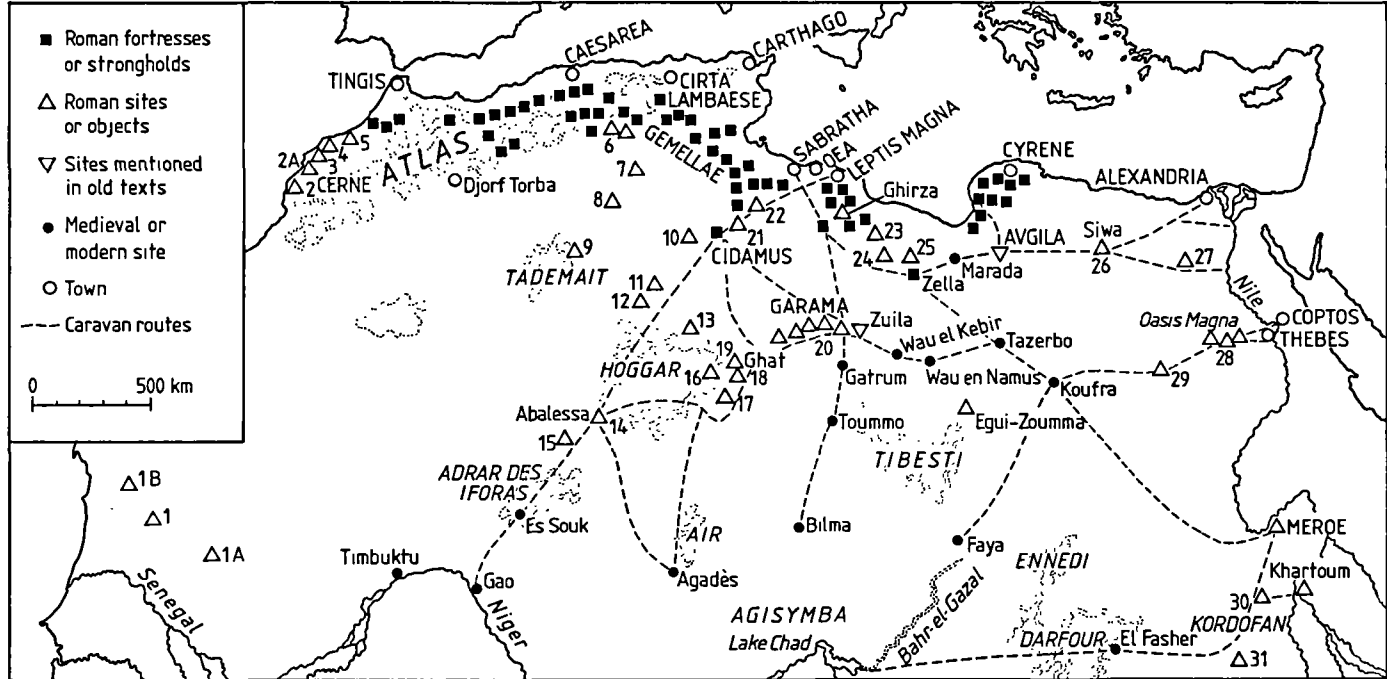 Roman fortresses
or strongholds
Roman sites
or objects
Sites mentioned
in old texts
Medieval or
modern site
Town
Caravan routes
0 500 km
TINGIS
CAESAREA
CARTHAGO
CIRTA
LAMBAESE
2A
3
4
5
2
CERNE
ATLAS
Djorf Torba
6
7
8
GEMELLAE
SABRATHA
OEA
LEPTIS MAGNA
Ghirza
CYRENE
ALEXANDRIA
9
TADEMAIT
10
11
12
13
CIDAMUS
21
22
23
24
25
Zella
Marada
AVGILA
Siwa
26
27
Nile
HOGGAR
16
19
Ghat
18
17
GARAMA
20
Zuila
Wau el Kebir
Wau en Namus
Tazerbo
Koufra
Oasis Magna
28
29
COPTOS
THEBES
Gatrum
Toummo
Egui-Zoumma
TIBESTI
Abalessa
14
15
ADRAR DES
IFORAS
Es Souk
1B
1
1A
Senegal
Timbuktu
Gao
Niger
AIR
Agadès
Bilma
Faya
ENNEDI
MEROE
Khartoum
30
KORDOFAN
31
AGISYMBA
Lake Chad
Bahr-el-Gazal
DARFOUR
El Fasher